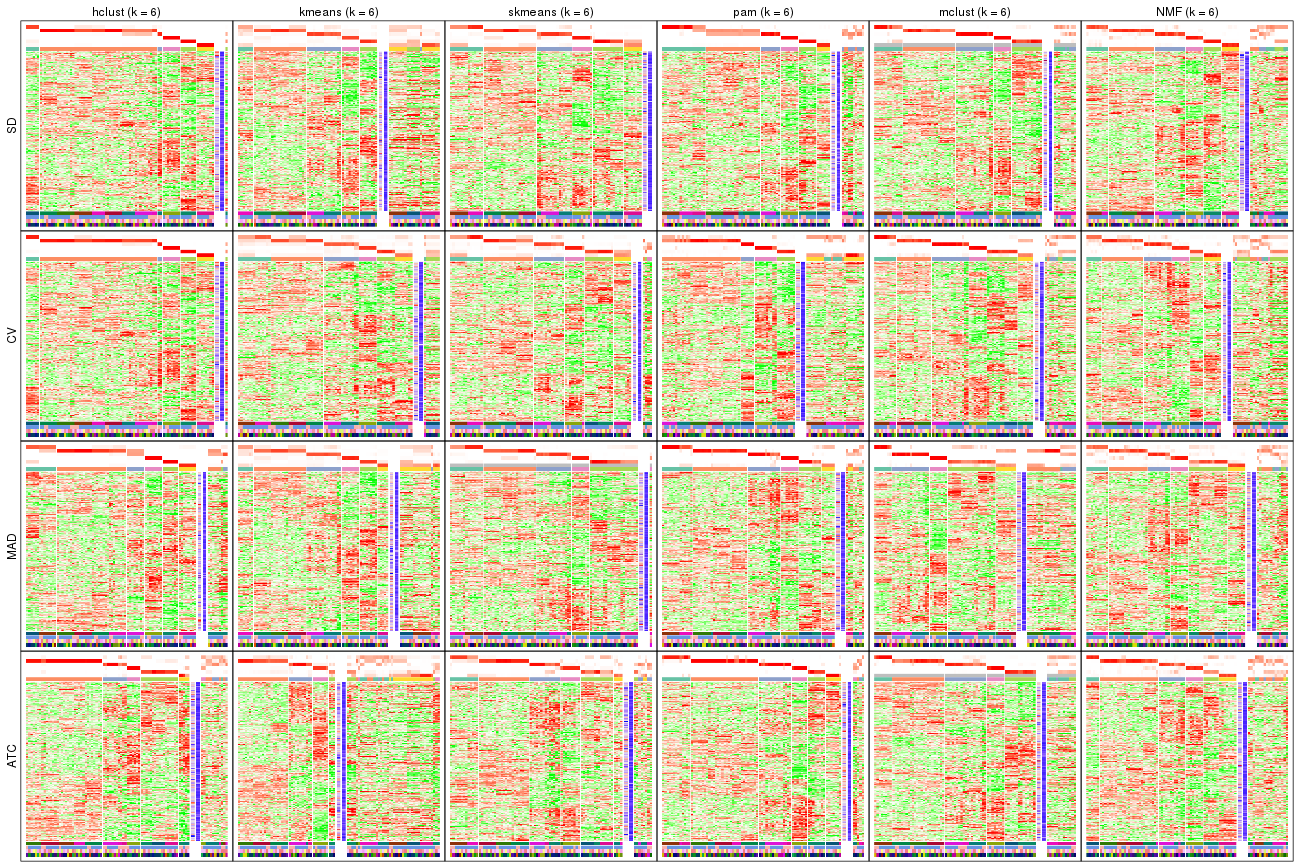 hclust (k = 6) kmeans (k = 6) skmeans (k = 6) pam (k = 6) mclust (k = 6) NMF (k = 6)
SD
CV
MAD
ATC